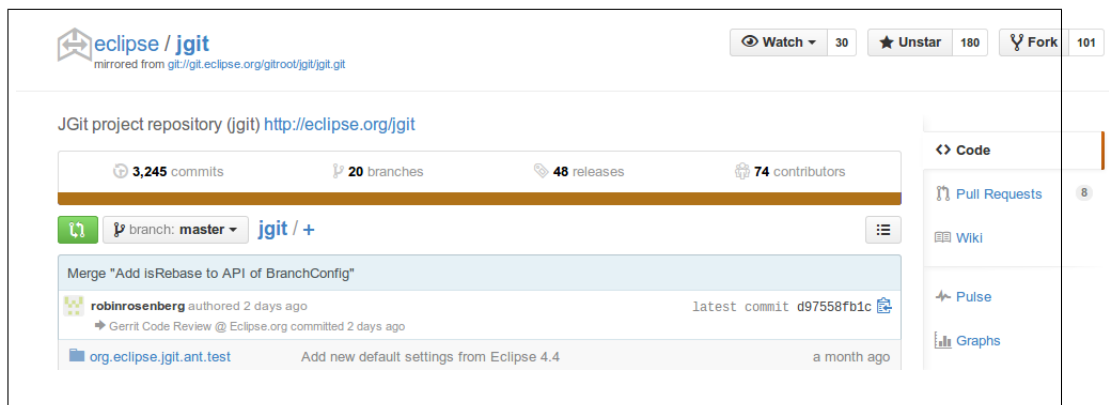 eclipse / jgit
mirrored from git://git.eclipse.org/gitroot/jgit/jgit.git
Watch 30 Unstar 180 Fork 101
JGit project repository (jgit) http://eclipse.org/jgit
3,245 commits 20 branches 48 releases 74 contributors
branch: master jgit / +
Merge "Add isRebase to API of BranchConfig"
robinrosenberg authored 2 days ago latest commit d97558fb1c
Gerrit Code Review @ Eclipse.org committed 2 days ago
org.eclipse.jgit.ant.test Add new default settings from Eclipse 4.4 a month ago
<> Code
Pull Requests 8
Wiki
Pulse
Graphs